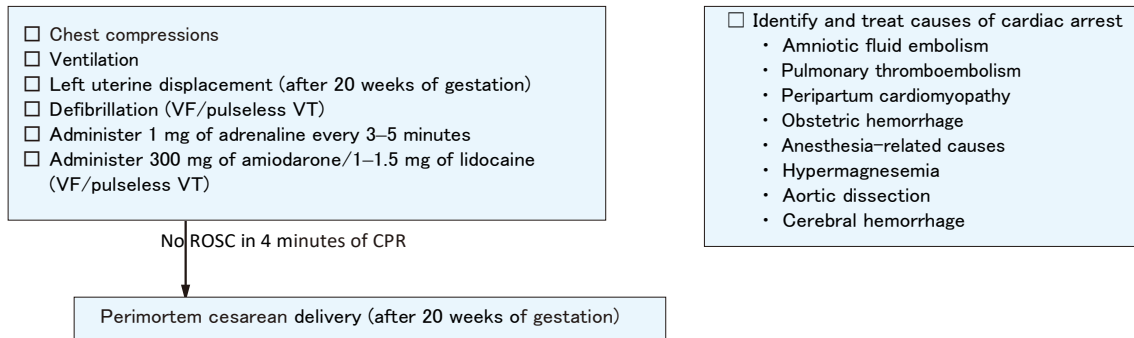 ☐ Chest compressions
☐ Ventilation
☐ Left uterine displacement (after 20 weeks of gestation)
☐ Defibrillation (VF/pulseless VT)
☐ Administer 1 mg of adrenaline every 3–5 minutes
☐ Administer 300 mg of amiodarone/1–1.5 mg of lidocaine
(VF/pulseless VT)
No ROSC in 4 minutes of CPR
Perimortem cesarean delivery (after 20 weeks of gestation)
☐ Identify and treat causes of cardiac arrest
・ Amniotic fluid embolism
・ Pulmonary thromboembolism
・ Peripartum cardiomyopathy
・ Obstetric hemorrhage
・ Anesthesia-related causes
・ Hypermagnesemia
・ Aortic dissection
・ Cerebral hemorrhage